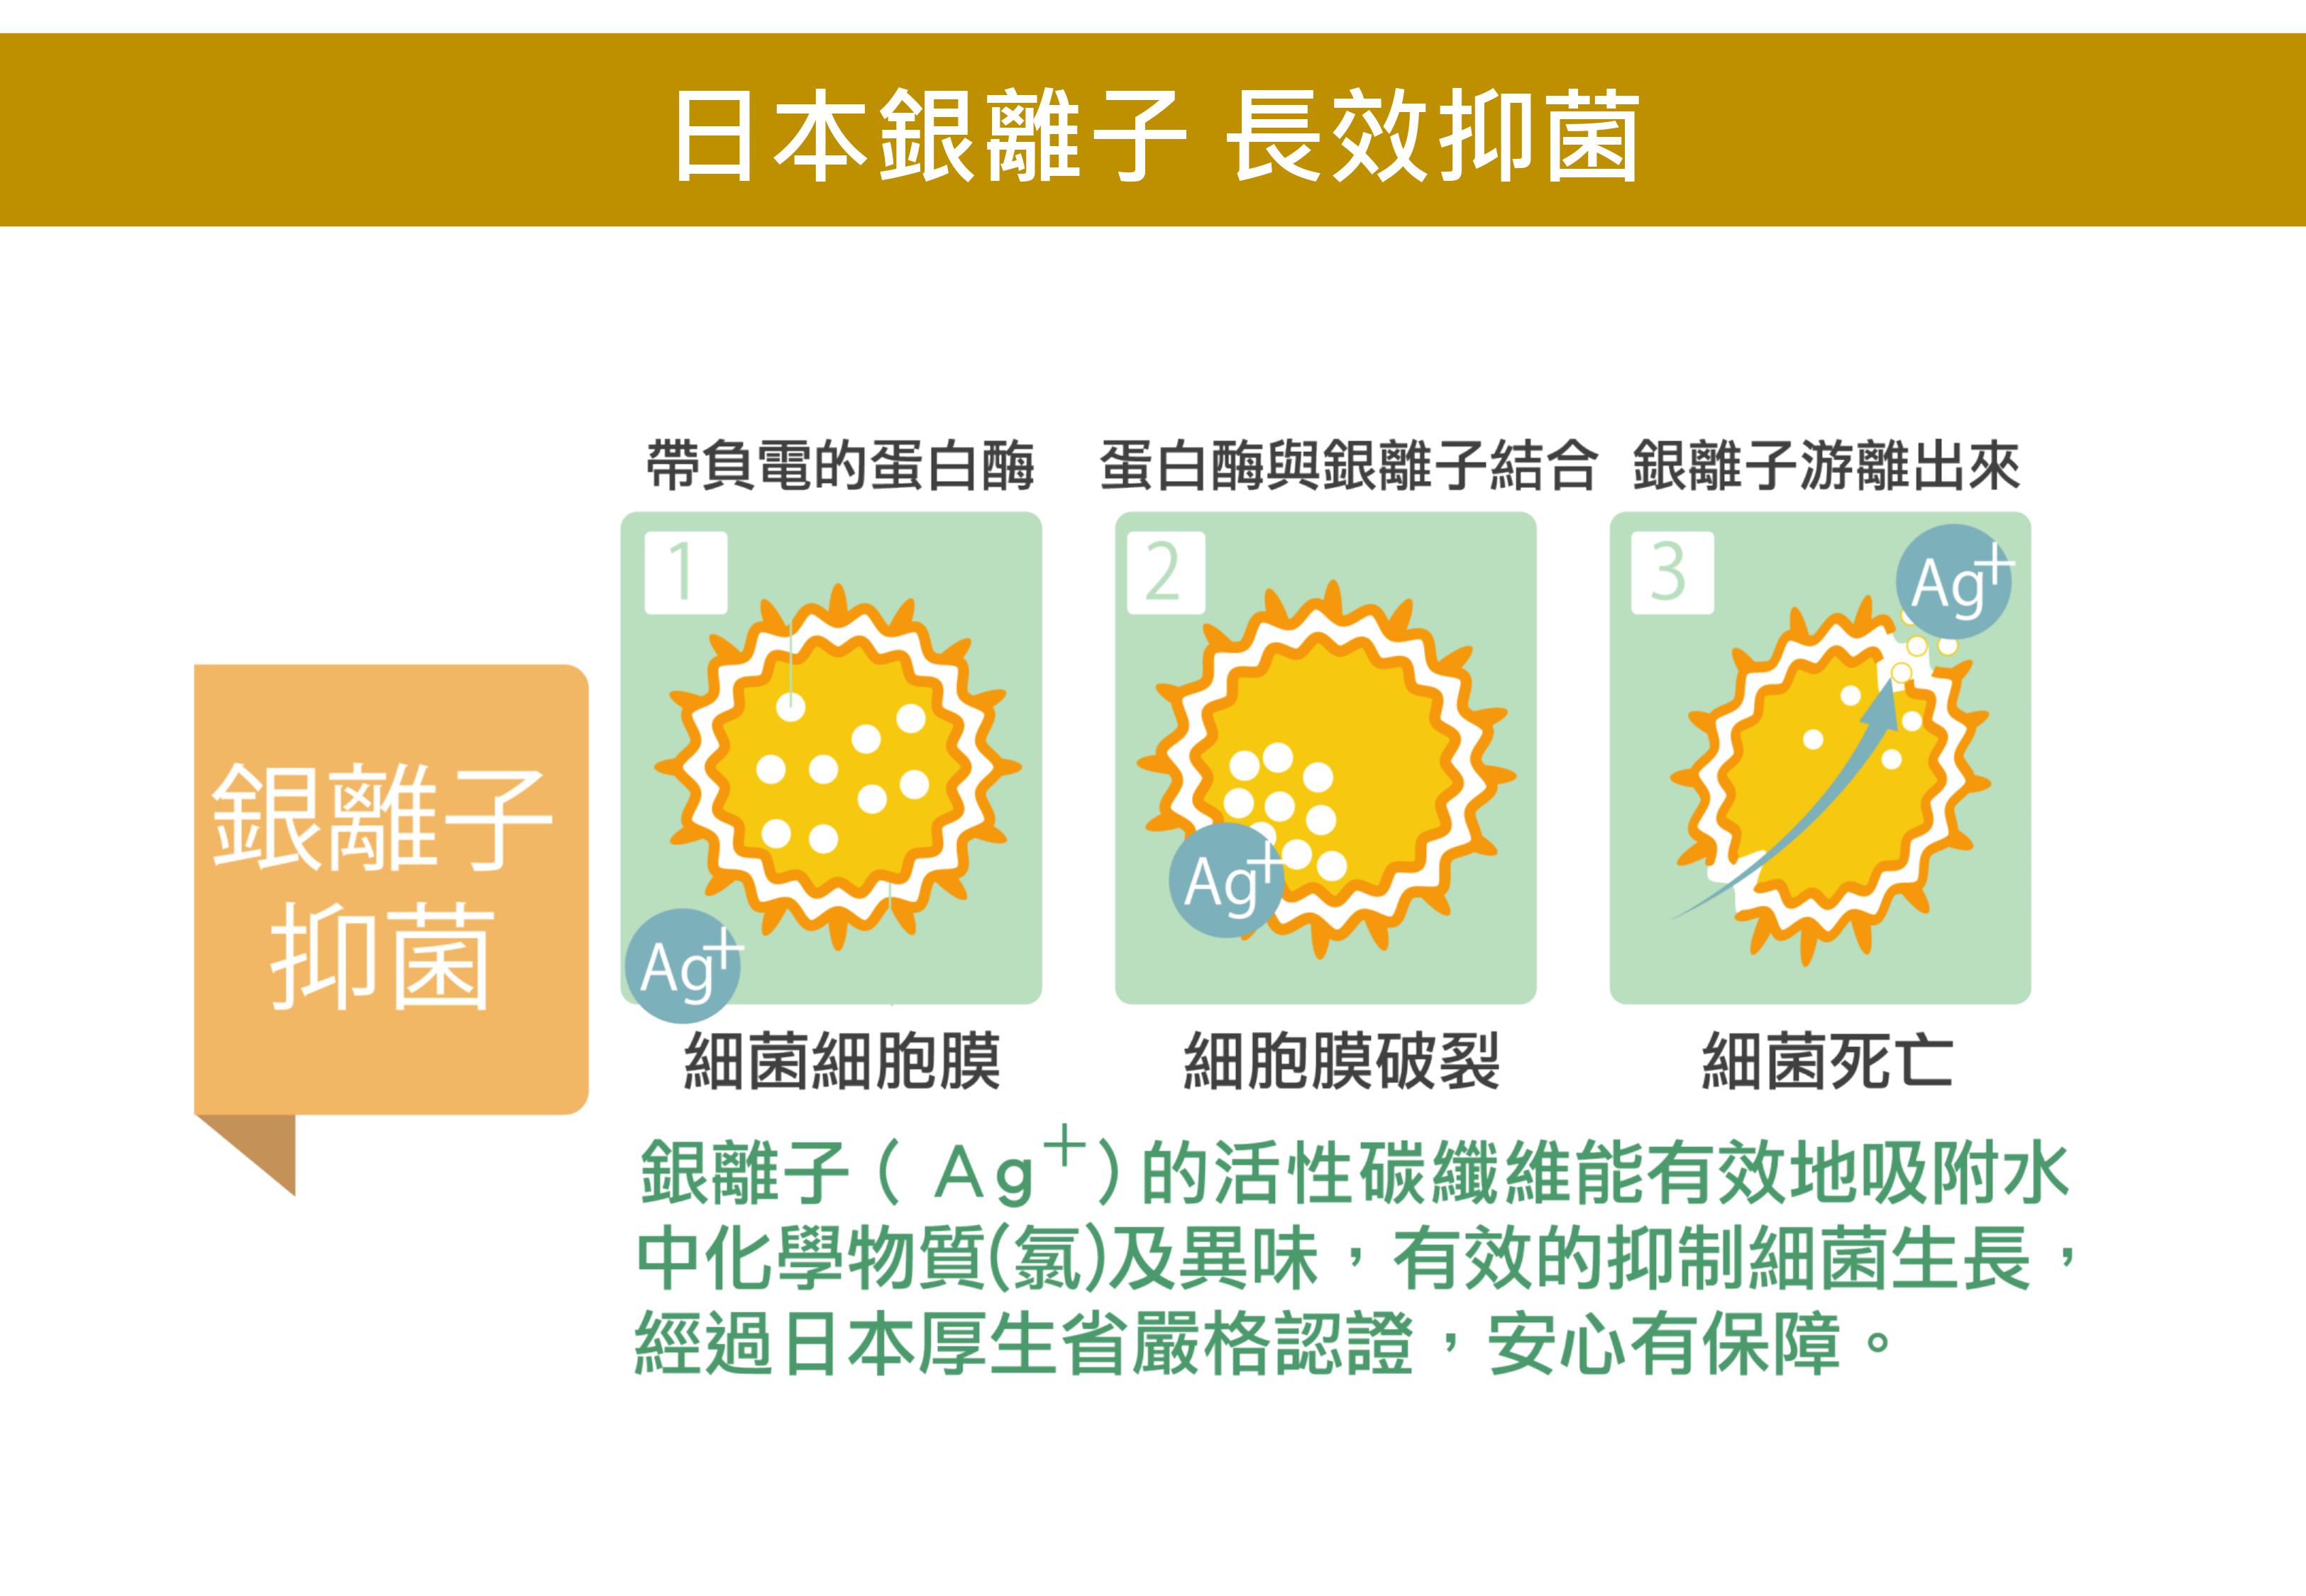 日本銀離子 長效抑菌
帶負電的蛋白酶
蛋白酶與銀離子結合
銀離子游離出來
1
2
3
Ag+
Ag+
Ag+
銀離子
抑菌
細菌細胞膜
細胞膜破裂
細菌死亡
銀離子( Ag+)的活性碳纖維能有效地吸附水
中化學物質(氯)及異味，有效的抑制細菌生長，
經過日本厚生省嚴格認證，安心有保障。